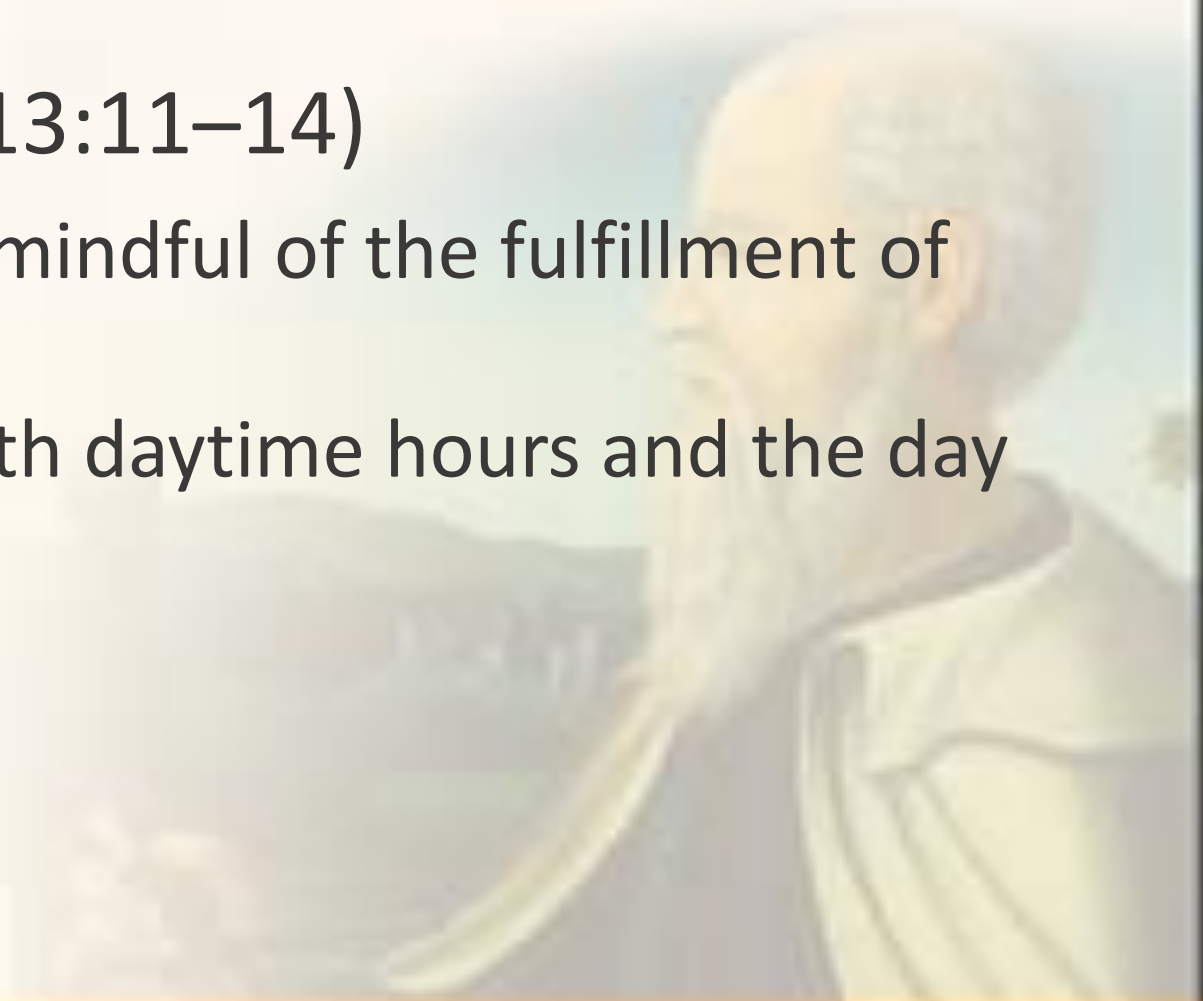 13:11–14)
mindful of the fulfillment of
th daytime hours and the day